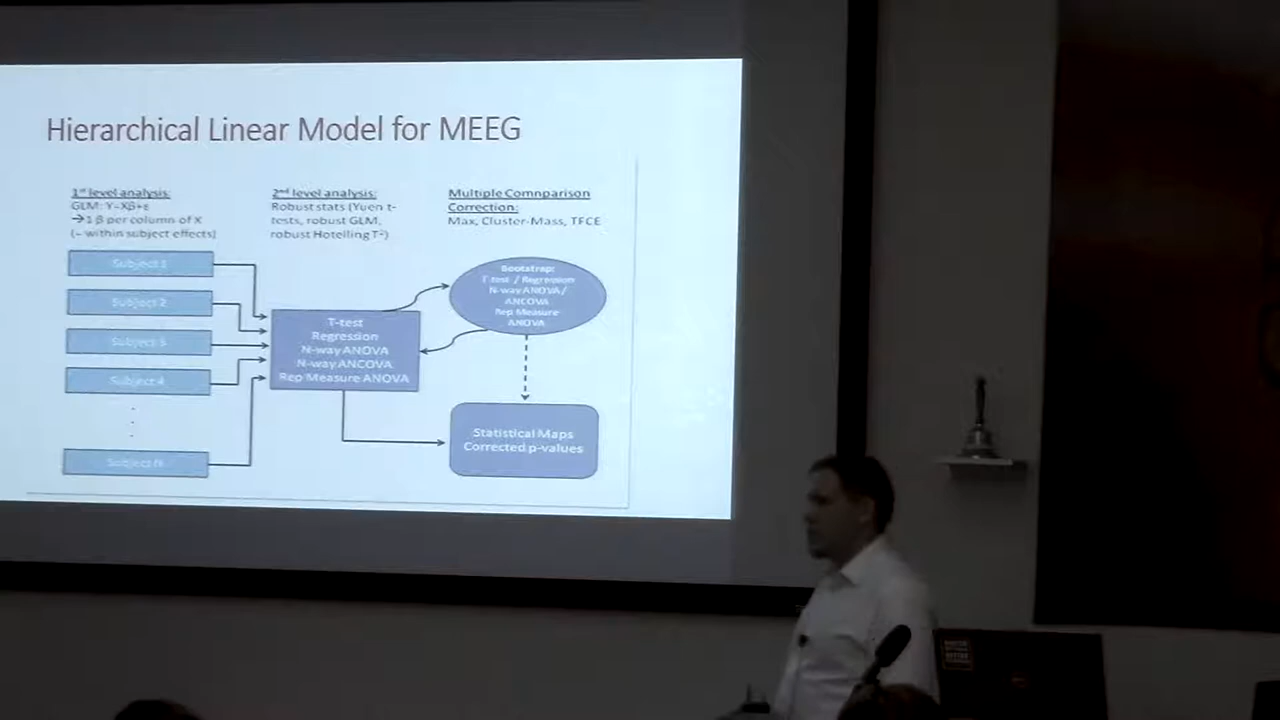 Hierarchical Linear Model for MEEG
1st level analysis:
GLM: Y=Xβ+ε
→1 β per column of X
(~ within subject effects)
2nd level analysis:
Robust stats (Yuen t-
tests, robust GLM,
robust Hotelling T²)
Multiple Comnparison
Correction:
Max, Cluster-Mass, TFCE
Subject 1
Subject 2
Subject 3
Subject 4
Subject N
T-test
Regression
N-way ANOVA
N-way ANCOVA
Rep Measure ANOVA
Bootstrap:
T-test / Regression
N-way ANOVA/
ANCOVA
Rep Measure
ANOVA
Statistical Maps
Corrected p-values